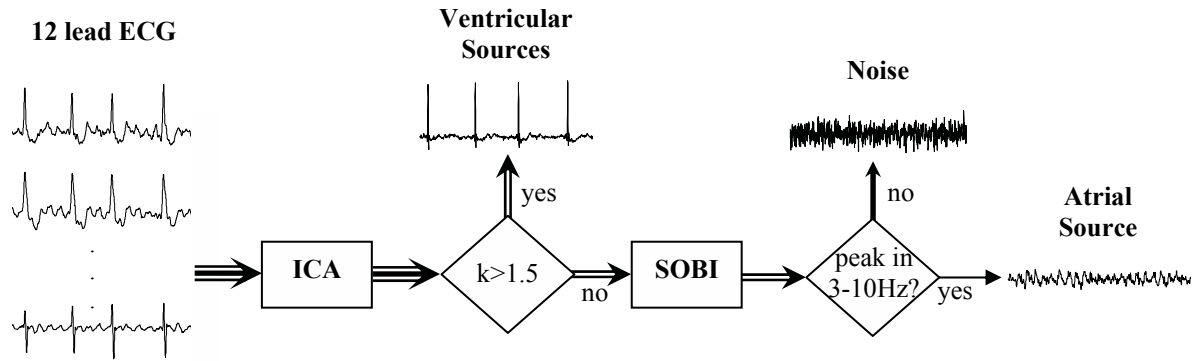 12 lead ECG
Ventricular
Sources
Noise
Atrial
Source
ICA
k>1.5
yes
no
SOBI
peak in
3-10Hz?
no
yes